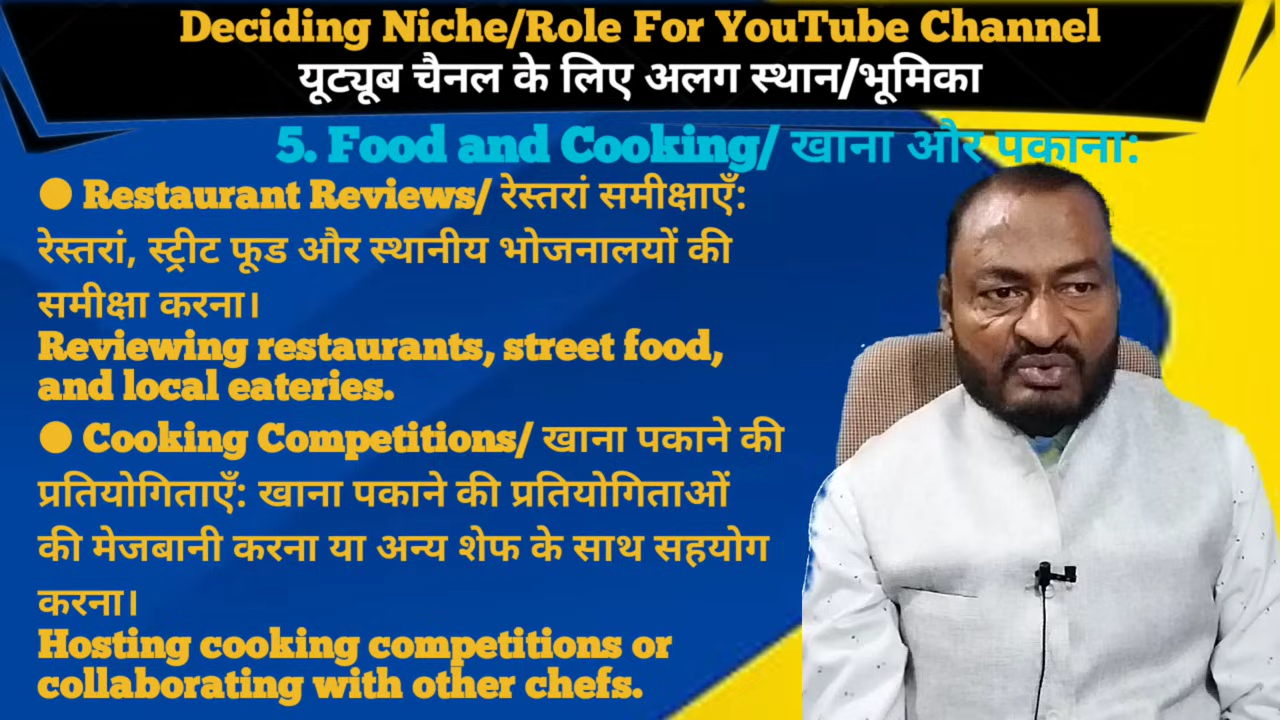 Deciding Niche/Role For YouTube Channel
यूट्यूब चैनल के लिए अलग स्थान/भूमिका
5. Food and Cooking/ खाना और पकाना:
● Restaurant Reviews/ रेस्तरां समीक्षाएँ:
रेस्तरां, स्ट्रीट फूड और स्थानीय भोजनालयों की
समीक्षा करना।
Reviewing restaurants, street food,
and local eateries.
● Cooking Competitions/ खाना पकाने की
प्रतियोगिताएँ: खाना पकाने की प्रतियोगिताओं
की मेजबानी करना या अन्य शेफ के साथ सहयोग
करना।
Hosting cooking competitions or
collaborating with other chefs.